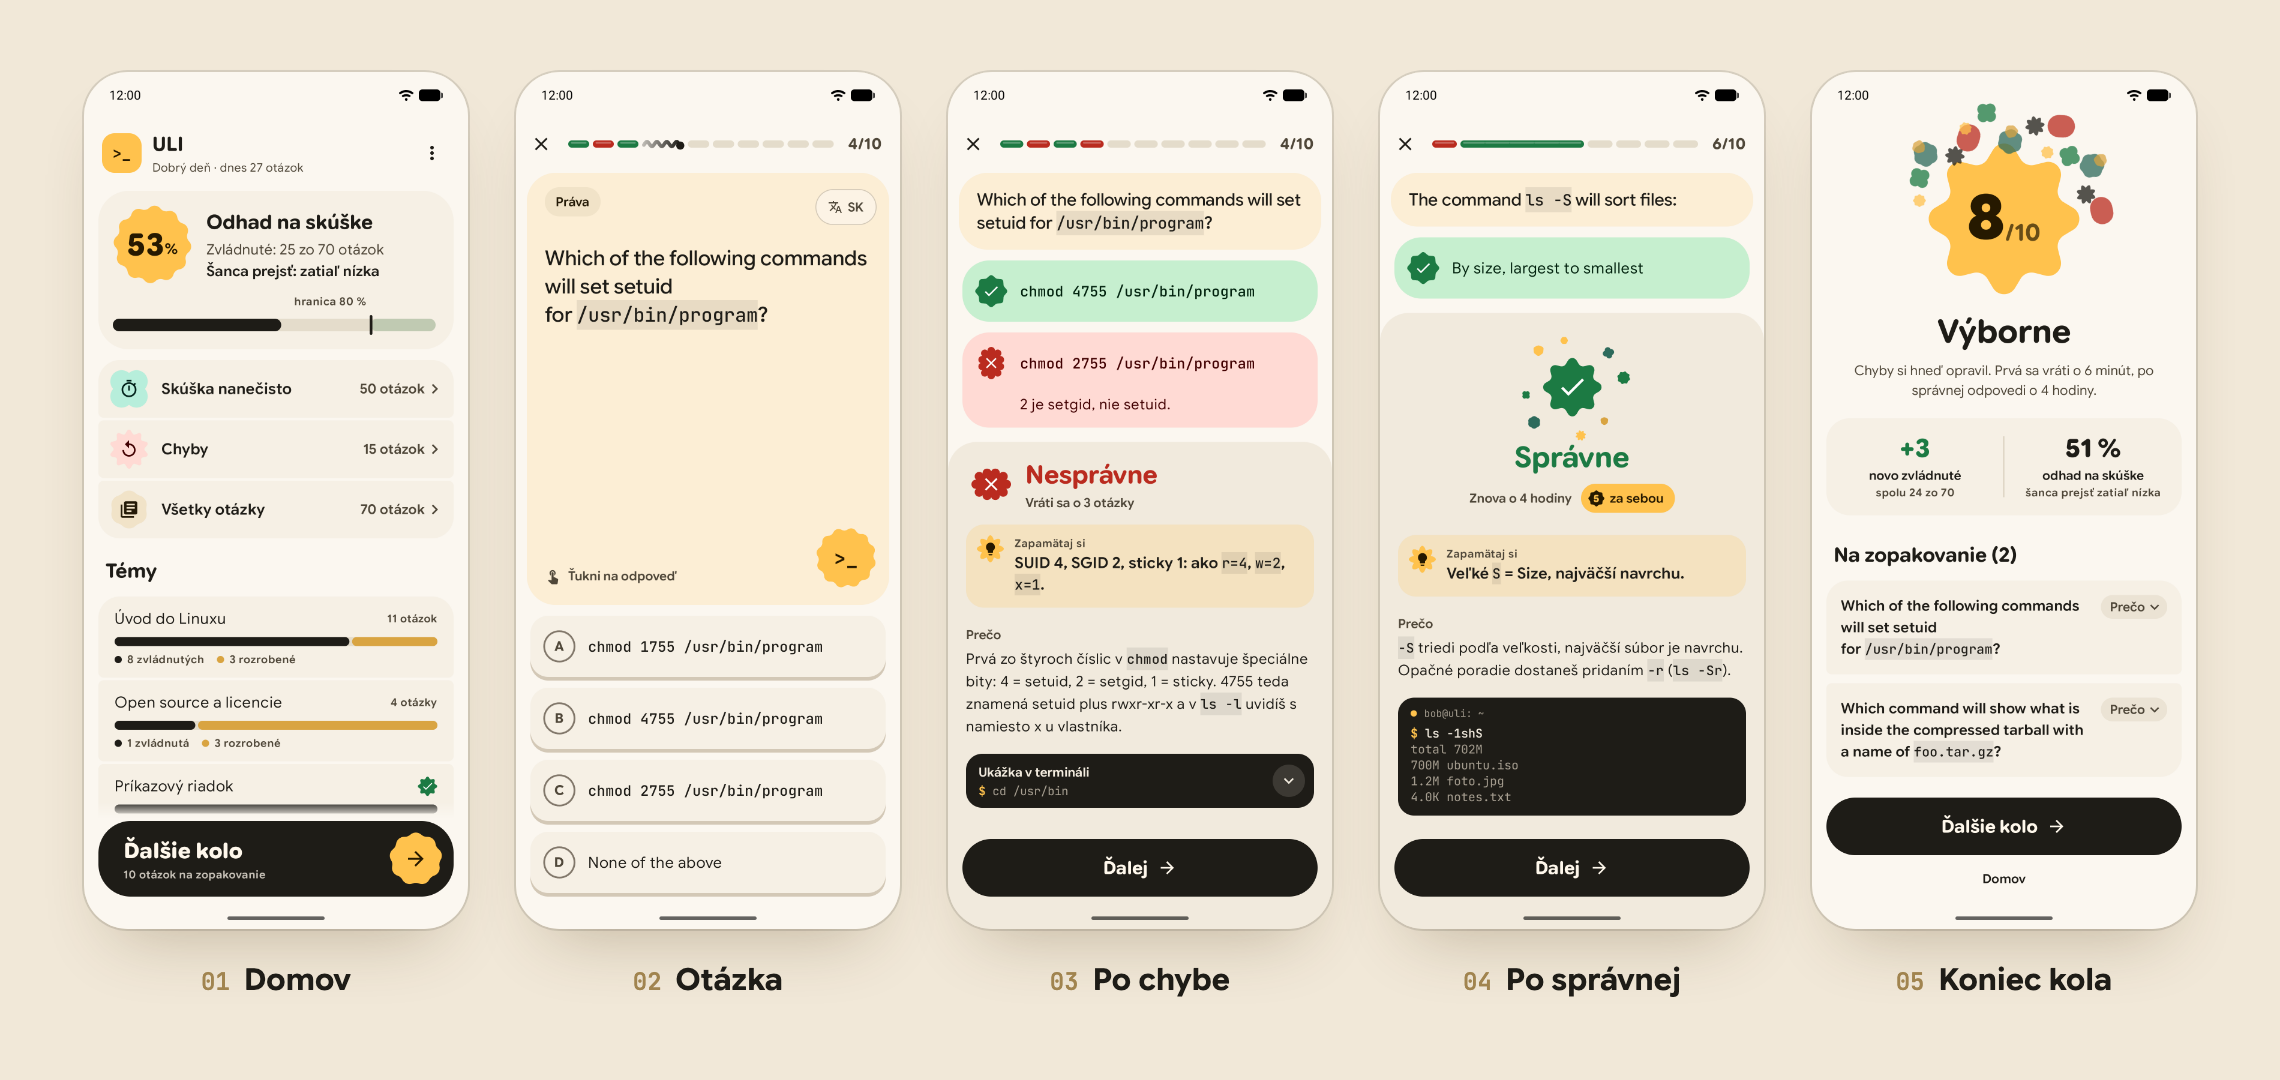 12:00
>_
ULI
Dobrý deň · dnes 27 otázok
53%
Odhad na skúške
Zvládnuté: 25 zo 70 otázok
Šanca prejsť: zatiaľ nízka
hranica 80 %
Skúška nanečisto
50 otázok
Chyby
15 otázok
Všetky otázky
70 otázok
Témy
Úvod do Linuxu
11 otázok
8 zvládnutých
3 rozrobené
Open source a licencie
4 otázky
1 zvládnutá
3 rozrobené
Príkazový riadok
Ďalšie kolo
10 otázok na zopakovanie
01 Domov
12:00
4/10
Práva
SK
Which of the following commands
will set setuid
for /usr/bin/program?
Ťukni na odpoveď
>_
A
chmod 1755 /usr/bin/program
B
chmod 4755 /usr/bin/program
C
chmod 2755 /usr/bin/program
D
None of the above
02 Otázka
12:00
4/10
Which of the following commands will set
setuid for /usr/bin/program?
chmod 4755 /usr/bin/program
chmod 2755 /usr/bin/program
2 je setgid, nie setuid.
Nesprávne
Vráti sa o 3 otázky
Zapamätaj si
SUID 4, SGID 2, sticky 1: ako r=4, w=2,
x=1.
Prečo
Prvá zo štyroch číslic v chmod nastavuje špeciálne
bity: 4 = setuid, 2 = setgid, 1 = sticky. 4755 teda
znamená setuid plus rwxr-xr-x a v ls -l uvidíš s
namiesto x u vlastníka.
Ukážka v termináli
$ cd /usr/bin
Ďalej
03 Po chybe
12:00
6/10
The command ls -S will sort files:
By size, largest to smallest
Správne
Znova o 4 hodiny
5 za sebou
Zapamätaj si
Veľké S = Size, najväčší navrchu.
Prečo
-S triedi podľa veľkosti, najväčší súbor je navrchu.
Opačné poradie dostaneš pridaním -r (ls -Sr).
bob@uli: ~
$ ls -1shS
total 702M
700M ubuntu.iso
1.2M foto.jpg
4.0K notes.txt
Ďalej
04 Po správnej
12:00
8/10
Výborne
Chyby si hneď opravil. Prvá sa vráti o 6 minút, po
správnej odpovedi o 4 hodiny.
+3
novo zvládnuté
spolu 24 zo 70
51 %
odhad na skúške
šanca prejsť zatiaľ nízka
Na zopakovanie (2)
Which of the following commands
will set setuid
for /usr/bin/program?
Prečo
Which command will show what is
inside the compressed tarball with
a name of foo.tar.gz?
Prečo
Ďalšie kolo
Domov
05 Koniec kola